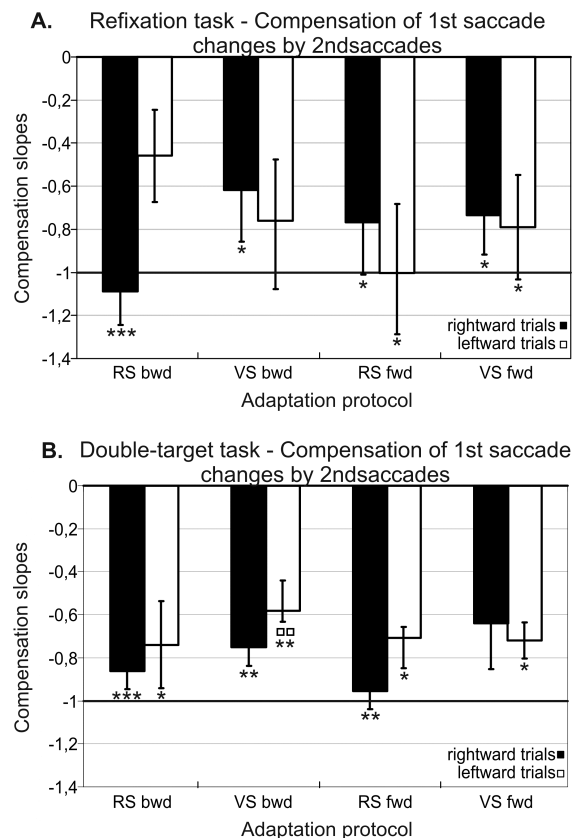 A. Refixation task - Compensation of 1st saccade
changes by 2ndsaccades
Compensation slopes
0
-0,2
-0,4
-0,6
-0,8
-1
-1,2
-1,4
*
*
*
*
*
***
rightward trials
leftward trials
RS bwd VS bwd RS fwd VS fwd
Adaptation protocol
B. Double-target task - Compensation of 1st saccade
changes by 2ndsaccades
Compensation slopes
0
-0,2
-0,4
-0,6
-0,8
-1
-1,2
-1,4
*** *
**
**
**
*
*
rightward trials
leftward trials
RS bwd VS bwd RS fwd VS fwd
Adaptation protocol